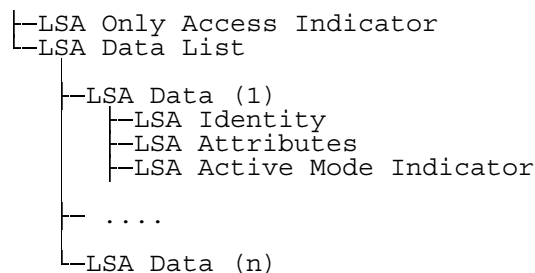 LSA Only Access Indicator
LSA Data List
LSA Data (1)
LSA Identity
LSA Attributes
LSA Active Mode Indicator
....
LSA Data (n)